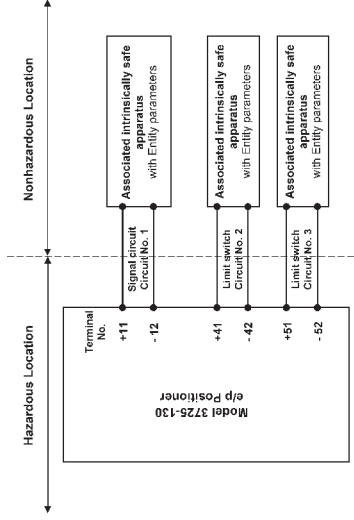 Nonhazardous Location
Hazardous Location
Associated intrinsically safe
apparatus
with Entity parameters
Associated intrinsically safe
apparatus
with Entity parameters
Associated intrinsically safe
apparatus
with Entity parameters
Signal circuit
Circuit No. 1
Limit switch
Circuit No. 2
Limit switch
Circuit No. 3
Terminal
No.
+11
- 12
+41
- 42
+51
- 52
Model 3725-130
e/p Positioner